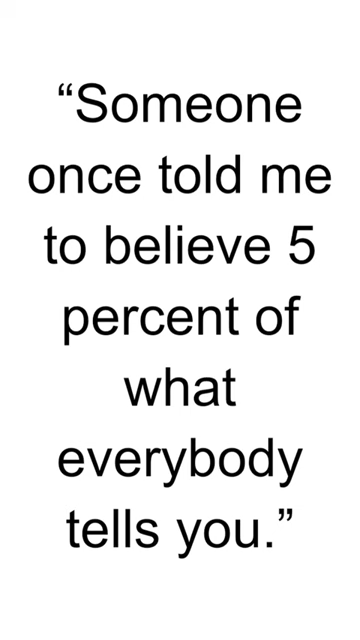 “Someone
once told me
to believe 5
percent of
what
everybody
tells you.”